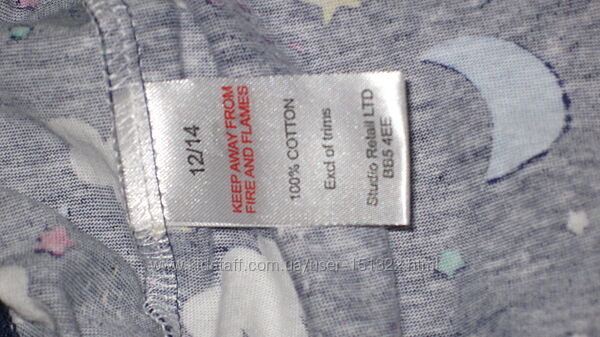 12/14
KEEP AWAY FROM
FIRE AND FLAMES
100% COTTON
Excl of trims
Studio Retail LTD
BB5 4EE